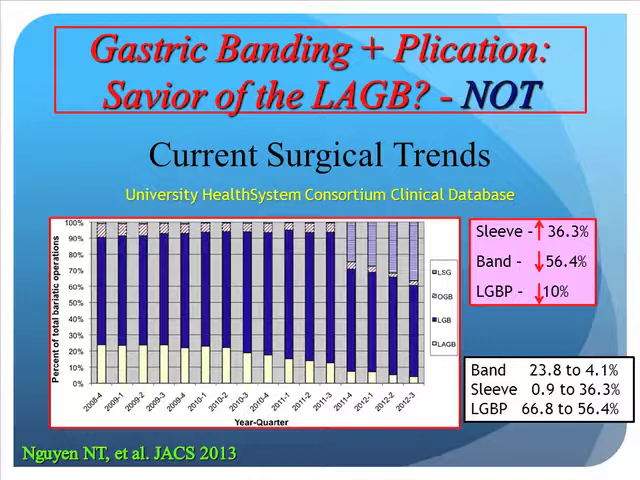 Gastric Banding + Plication:
Savior of the LAGB? - NOT
Current Surgical Trends
University HealthSystem Consortium Clinical Database
Percent of total bariatric operations
100%
90%
80%
70%
60%
50%
40%
30%
20%
10%
0%
2008-4
2009-1
2009-2
2009-3
2009-4
2010-1
2010-2
2010-3
2010-4
2011-1
2011-2
2011-3
2011-4
2012-1
2012-2
2012-3
Year-Quarter
LSG
OGB
LGB
LAGB
Sleeve - 36.3%
Band - 56.4%
LGBP - 10%
Band 23.8 to 4.1%
Sleeve 0.9 to 36.3%
LGBP 66.8 to 56.4%
Nguyen NT, et al. JACS 2013